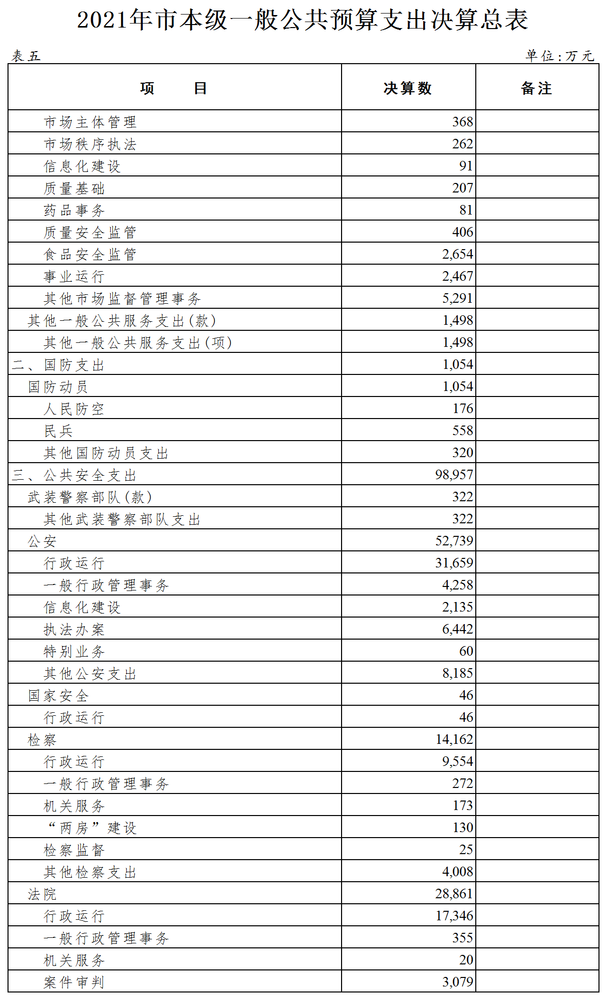 2021年市本级一般公共预算支出决算总表
表五 单位:万元
项 目 决算数 备注
市场主体管理 368
市场秩序执法 262
信息化建设 91
质量基础 207
药品事务 81
质量安全监管 406
食品安全监管 2,654
事业运行 2,467
其他市场监督管理事务 5,291
其他一般公共服务支出(款) 1,498
其他一般公共服务支出(项) 1,498
二、国防支出 1,054
国防动员 1,054
人民防空 176
民兵 558
其他国防动员支出 320
三、公共安全支出 98,957
武装警察部队(款) 322
其他武装警察部队支出 322
公安 52,739
行政运行 31,659
一般行政管理事务 4,258
信息化建设 2,135
执法办案 6,442
特别业务 60
其他公安支出 8,185
国家安全 46
行政运行 46
检察 14,162
行政运行 9,554
一般行政管理事务 272
机关服务 173
“两房”建设 130
检察监督 25
其他检察支出 4,008
法院 28,861
行政运行 17,346
一般行政管理事务 355
机关服务 20
案件审判 3,079